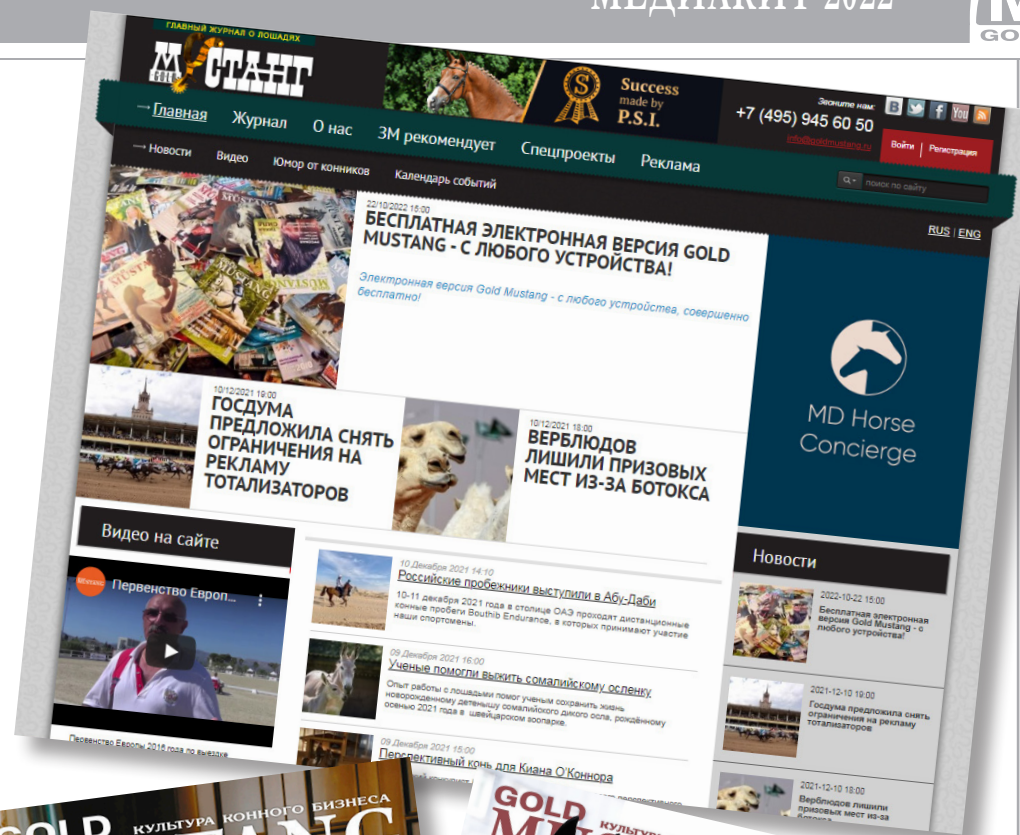 МЕДИАКИТ 2022
GO
ГЛАВНЫЙ ЖУРНАЛ О ЛОШАДЯХ
МУСТАНГ
GOLD
Success
made by
P.S.I.
Звоните нам:
+7 (495) 945 60 50
info@goldmustang.ru
You
Войти | Регистрация
→ Главная
Журнал
О нас
ЗМ рекомендует
Спецпроекты
Реклама
поиск по сайту
→ Новости
Видео
Юмор от конников
Календарь событий
RUS | ENG
22/10/2022 15:00
БЕСПЛАТНАЯ ЭЛЕКТРОННАЯ ВЕРСИЯ GOLD
MUSTANG - С ЛЮБОГО УСТРОЙСТВА!
Электронная версия Gold Mustang - с любого устройства, совершенно
бесплатно!
MD Horse
Concierge
10/12/2021 19:00
ГОСДУМА
ПРЕДЛОЖИЛА СНЯТЬ
ОГРАНИЧЕНИЯ НА
РЕКЛАМУ
ТОТАЛИЗАТОРОВ
10/12/2021 18:00
ВЕРБЛЮДОВ
ЛИШИЛИ ПРИЗОВЫХ
МЕСТ ИЗ-ЗА БОТОКСА
Видео на сайте
Первенство Европ...
Первенство Европы 2016 года по выездке
10 Декабря 2021 14:10
Российские пробежники выступили в Абу-Даби
10-11 декабря 2021 года в столице ОАЭ проходят дистанционные
конные пробеги Bouthib Endurance, в которых принимают участие
наши спортсмены.
09 Декабря 2021 16:00
Ученые помогли выжить сомалийскому осленку
Опыт работы с лошадьми помог ученым сохранить жизнь
новорожденному детенышу сомалийского дикого осла, рождённому
осенью 2021 года в швейцарском зоопарке.
09 Декабря 2021 15:00
Перспективный конь для Киана О'Коннора
Новости
2022-10-22 15:00
Бесплатная электронная
версия Gold Mustang - с
любого устройства!
2021-12-10 19:00
Госдума предложила снять
ограничения на рекламу
тотализаторов
2021-12-10 18:00
Верблюдов лишили
призовых мест из-за
ботокса
GOLD
КУЛЬТУРА КОННОГО БИЗНЕСА
GOLD